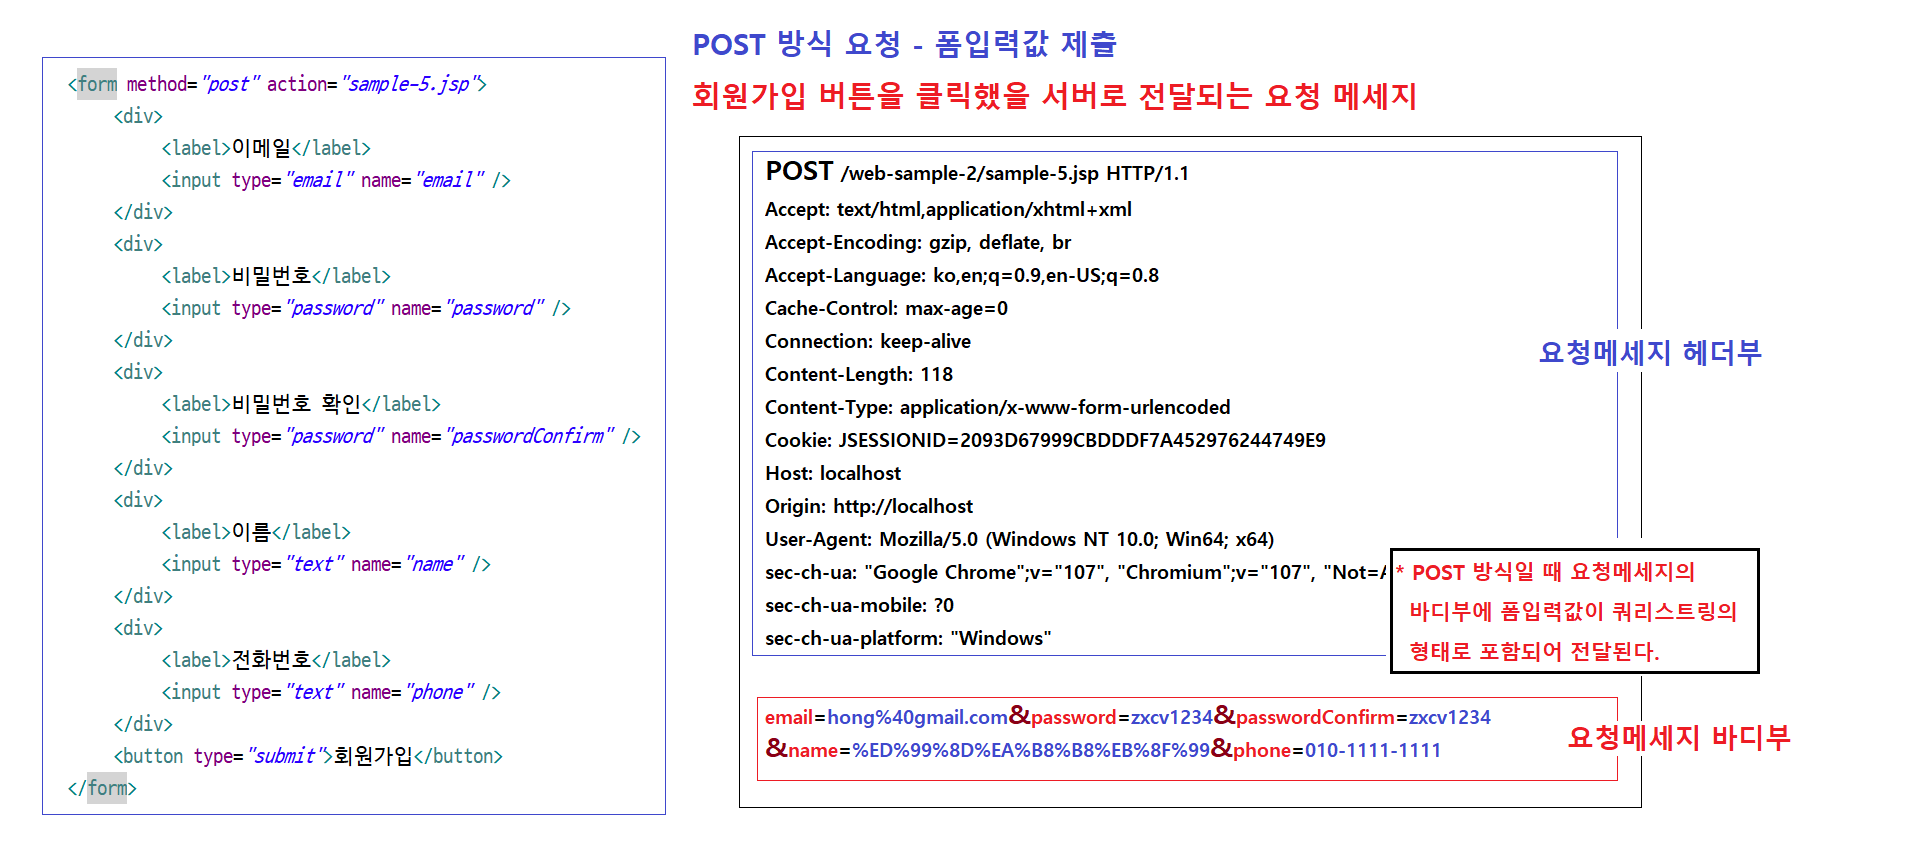 POST 방식 요청 - 폼입력값 제출
회원가입 버튼을 클릭했을 서버로 전달되는 요청 메세지
<form method="post" action="sample-5.jsp">
<div>
<label>이메일</label>
<input type="email" name="email" />
</div>
<div>
<label>비밀번호</label>
<input type="password" name="password" />
</div>
<div>
<label>비밀번호 확인</label>
<input type="password" name="passwordConfirm" />
</div>
<div>
<label>이름</label>
<input type="text" name="name" />
</div>
<div>
<label>전화번호</label>
<input type="text" name="phone" />
</div>
<button type="submit">회원가입</button>
</form>
POST /web-sample-2/sample-5.jsp HTTP/1.1
Accept: text/html,application/xhtml+xml
Accept-Encoding: gzip, deflate, br
Accept-Language: ko,en;q=0.9,en-US;q=0.8
Cache-Control: max-age=0
Connection: keep-alive
Content-Length: 118
Content-Type: application/x-www-form-urlencoded
Cookie: JSESSIONID=2093D67999CBDDDF7A452976244749E9
Host: localhost
Origin: http://localhost
User-Agent: Mozilla/5.0 (Windows NT 10.0; Win64; x64)
sec-ch-ua: "Google Chrome";v="107", "Chromium";v="107", "Not=A
sec-ch-ua-mobile: ?0
sec-ch-ua-platform: "Windows"
요청메세지 헤더부
* POST 방식일 때 요청메세지의
바디부에 폼입력값이 쿼리스트링의
형태로 포함되어 전달된다.
email=hong%40gmail.com&password=zxcv1234&passwordConfirm=zxcv1234
&name=%ED%99%8D%EA%B8%B8%EB%8F%99&phone=010-1111-1111
요청메세지 바디부